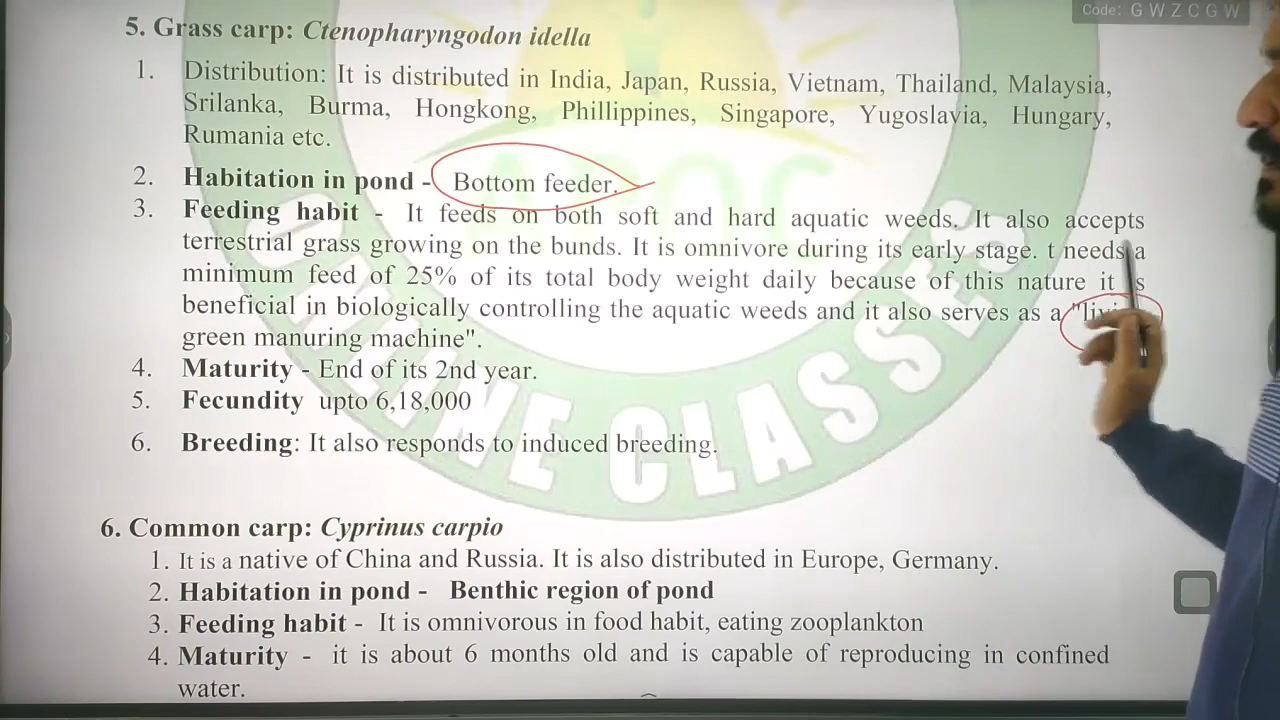 Code: G W Z C G W
5. Grass carp: Ctenopharyngodon idella
1. Distribution: It is distributed in India, Japan, Russia, Vietnam, Thailand, Malaysia,
Srilanka, Burma, Hongkong, Phillippines, Singapore, Yugoslavia, Hungary,
Rumania etc.
2. Habitation in pond - Bottom feeder.
3. Feeding habit - It feeds on both soft and hard aquatic weeds. It also accepts
terrestrial grass growing on the bunds. It is omnivore during its early stage. t needs a
minimum feed of 25% of its total body weight daily because of this nature it s
beneficial in biologically controlling the aquatic weeds and it also serves as a
green manuring machine".
4. Maturity - End of its 2nd year.
5. Fecundity upto 6,18,000
6. Breeding: It also responds to induced breeding.
ONLINE CLASSES
6. Common carp: Cyprinus carpio
1. It is a native of China and Russia. It is also distributed in Europe, Germany.
2. Habitation in pond - Benthic region of pond
3. Feeding habit - It is omnivorous in food habit, eating zooplankton
4. Maturity - it is about 6 months old and is capable of reproducing in confined
water.